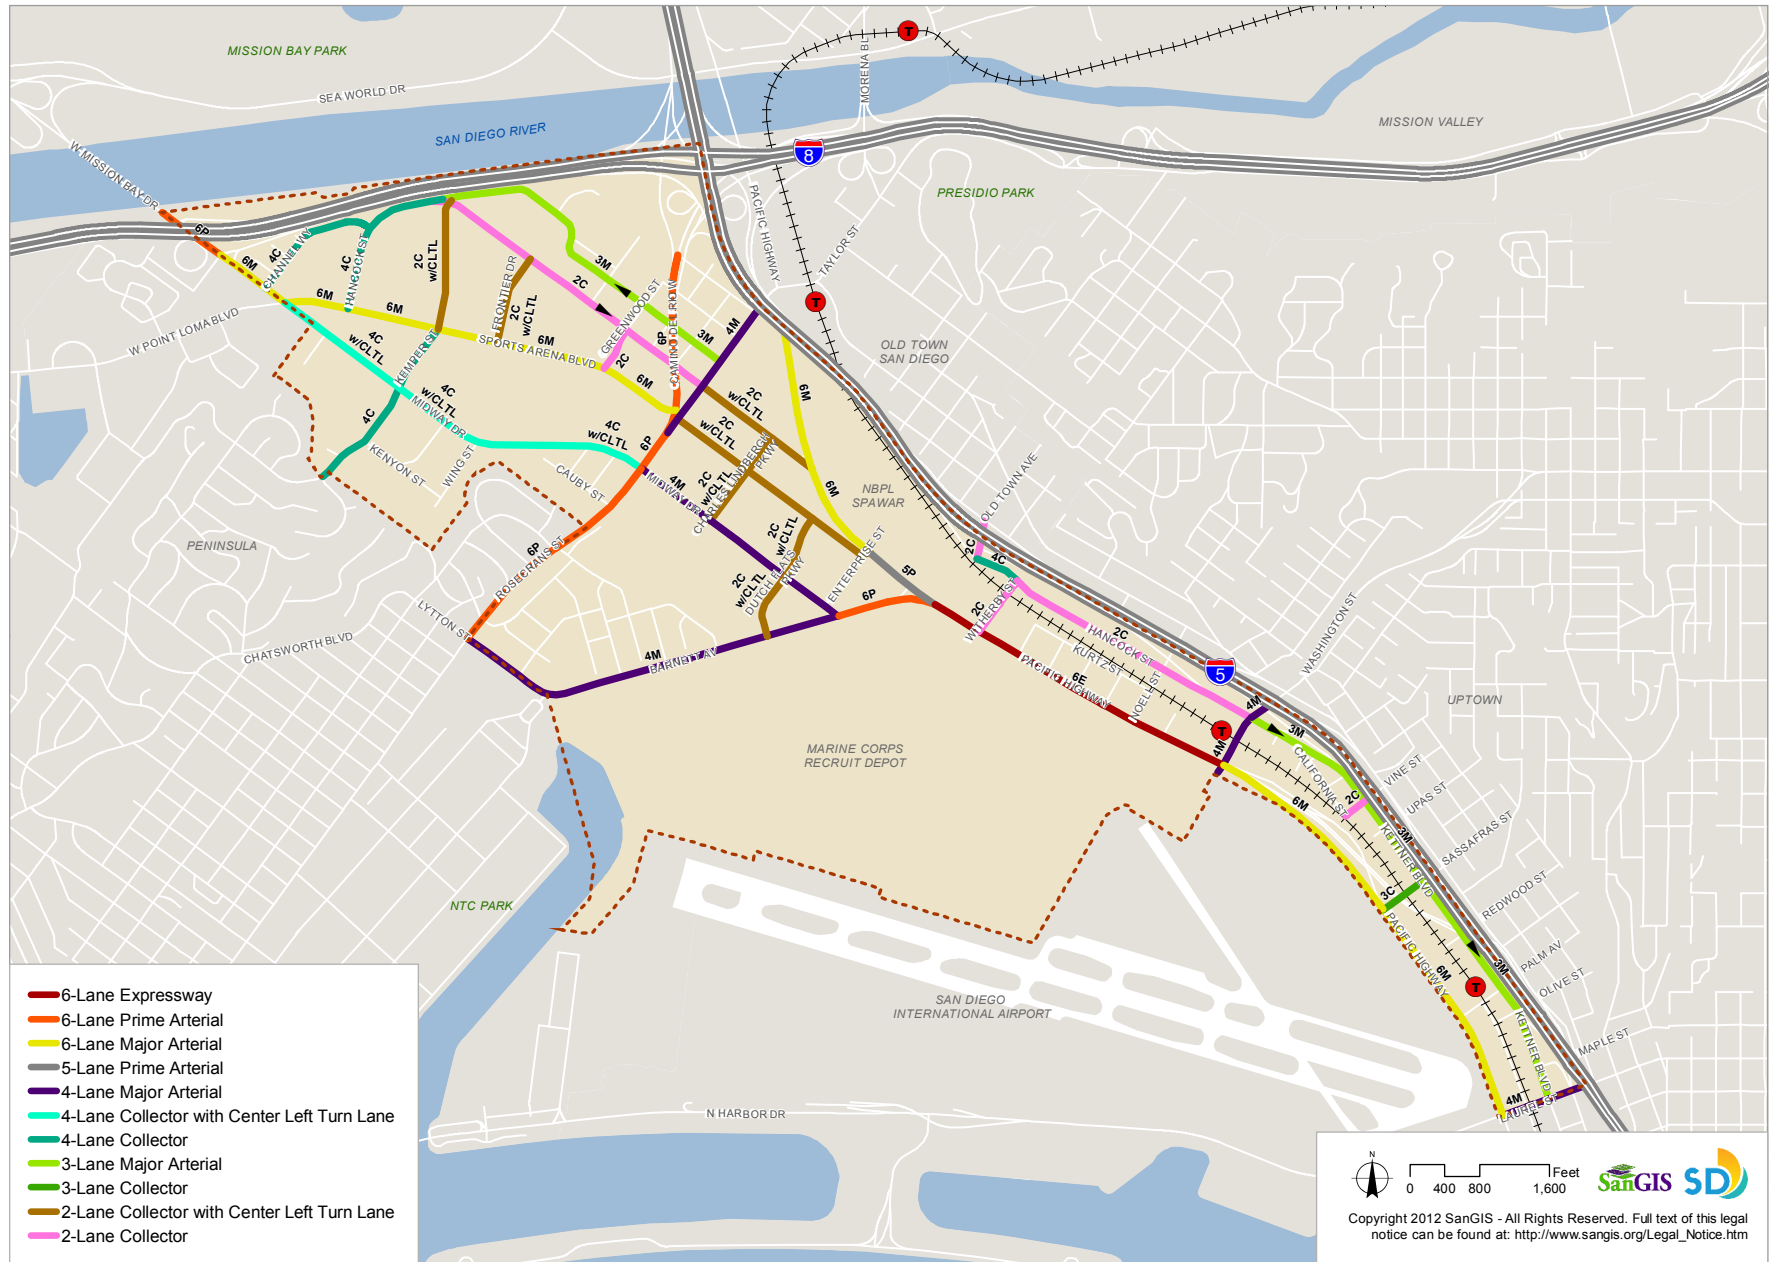 MISSION BAY PARK
SEA WORLD DR
SAN DIEGO RIVER
W MISSION BAY DR
MORENA BL
T
8
MISSION VALLEY
PRESIDIO PARK
PACIFIC HIGHWAY
TAYLOR ST
T
OLD TOWN
SAN DIEGO
6P
6M
4C
CHANNEL WY
4C
HANCOCK ST
2C
w/CLTL
6M
6M
W POINT LOMA BLVD
FRONTIER DR
2C
w/CLTL
2C
3M
GREENWOOD ST
6P
CAMINO DEL RIO W
3M
4M
6M
SPORTS ARENA BLVD
6M
2C
6M
4C
w/CLTL
KEMPER ST
4C
w/CLTL
MIDWAY DR
4C
KENYON ST
WING ST
4C
w/CLTL
CAUBY ST
6P
2C
w/CLTL
2C
w/CLTL
6M
6M
2C
w/CLTL
CHARLES LINDBERGH
PKWY
4M
MIDWAY DR
NBPL
SPAWAR
PENINSULA
6P
ROSECRANS ST
LYTTON ST
CHATSWORTH BLVD
2C
w/CLTL
2C
w/CLTL
DUTCH FLATS
PKWY
ENTERPRISE ST
5P
6P
4M
BARNETT AV
OLD TOWN AVE
2C
4C
2C
WITHERBY ST
2C
HANCOCK ST
KURTZ ST
PACIFIC HIGHWAY
6E
NOELL ST
WASHINGTON ST
5
UPTOWN
4M
3M
T
4M
MARINE CORPS
RECRUIT DEPOT
CALIFORNIA ST
6M
2C
VINE ST
UPAS ST
SASSAFRAS ST
3M
KETTNER BLVD
3C
REDWOOD ST
PACIFIC HIGHWAY
6M
3M
PALM AV
OLIVE ST
T
KETTNER BLVD
MAPLE ST
4M
LAUREL ST
NTC PARK
SAN DIEGO
INTERNATIONAL AIRPORT
N HARBOR DR
6-Lane Expressway
6-Lane Prime Arterial
6-Lane Major Arterial
5-Lane Prime Arterial
4-Lane Major Arterial
4-Lane Collector with Center Left Turn Lane
4-Lane Collector
3-Lane Major Arterial
3-Lane Collector
2-Lane Collector with Center Left Turn Lane
2-Lane Collector
N
Feet
0 400 800 1,600
SanGIS
SD
Copyright 2012 SanGIS - All Rights Reserved. Full text of this legal
notice can be found at: http://www.sangis.org/Legal_Notice.htm